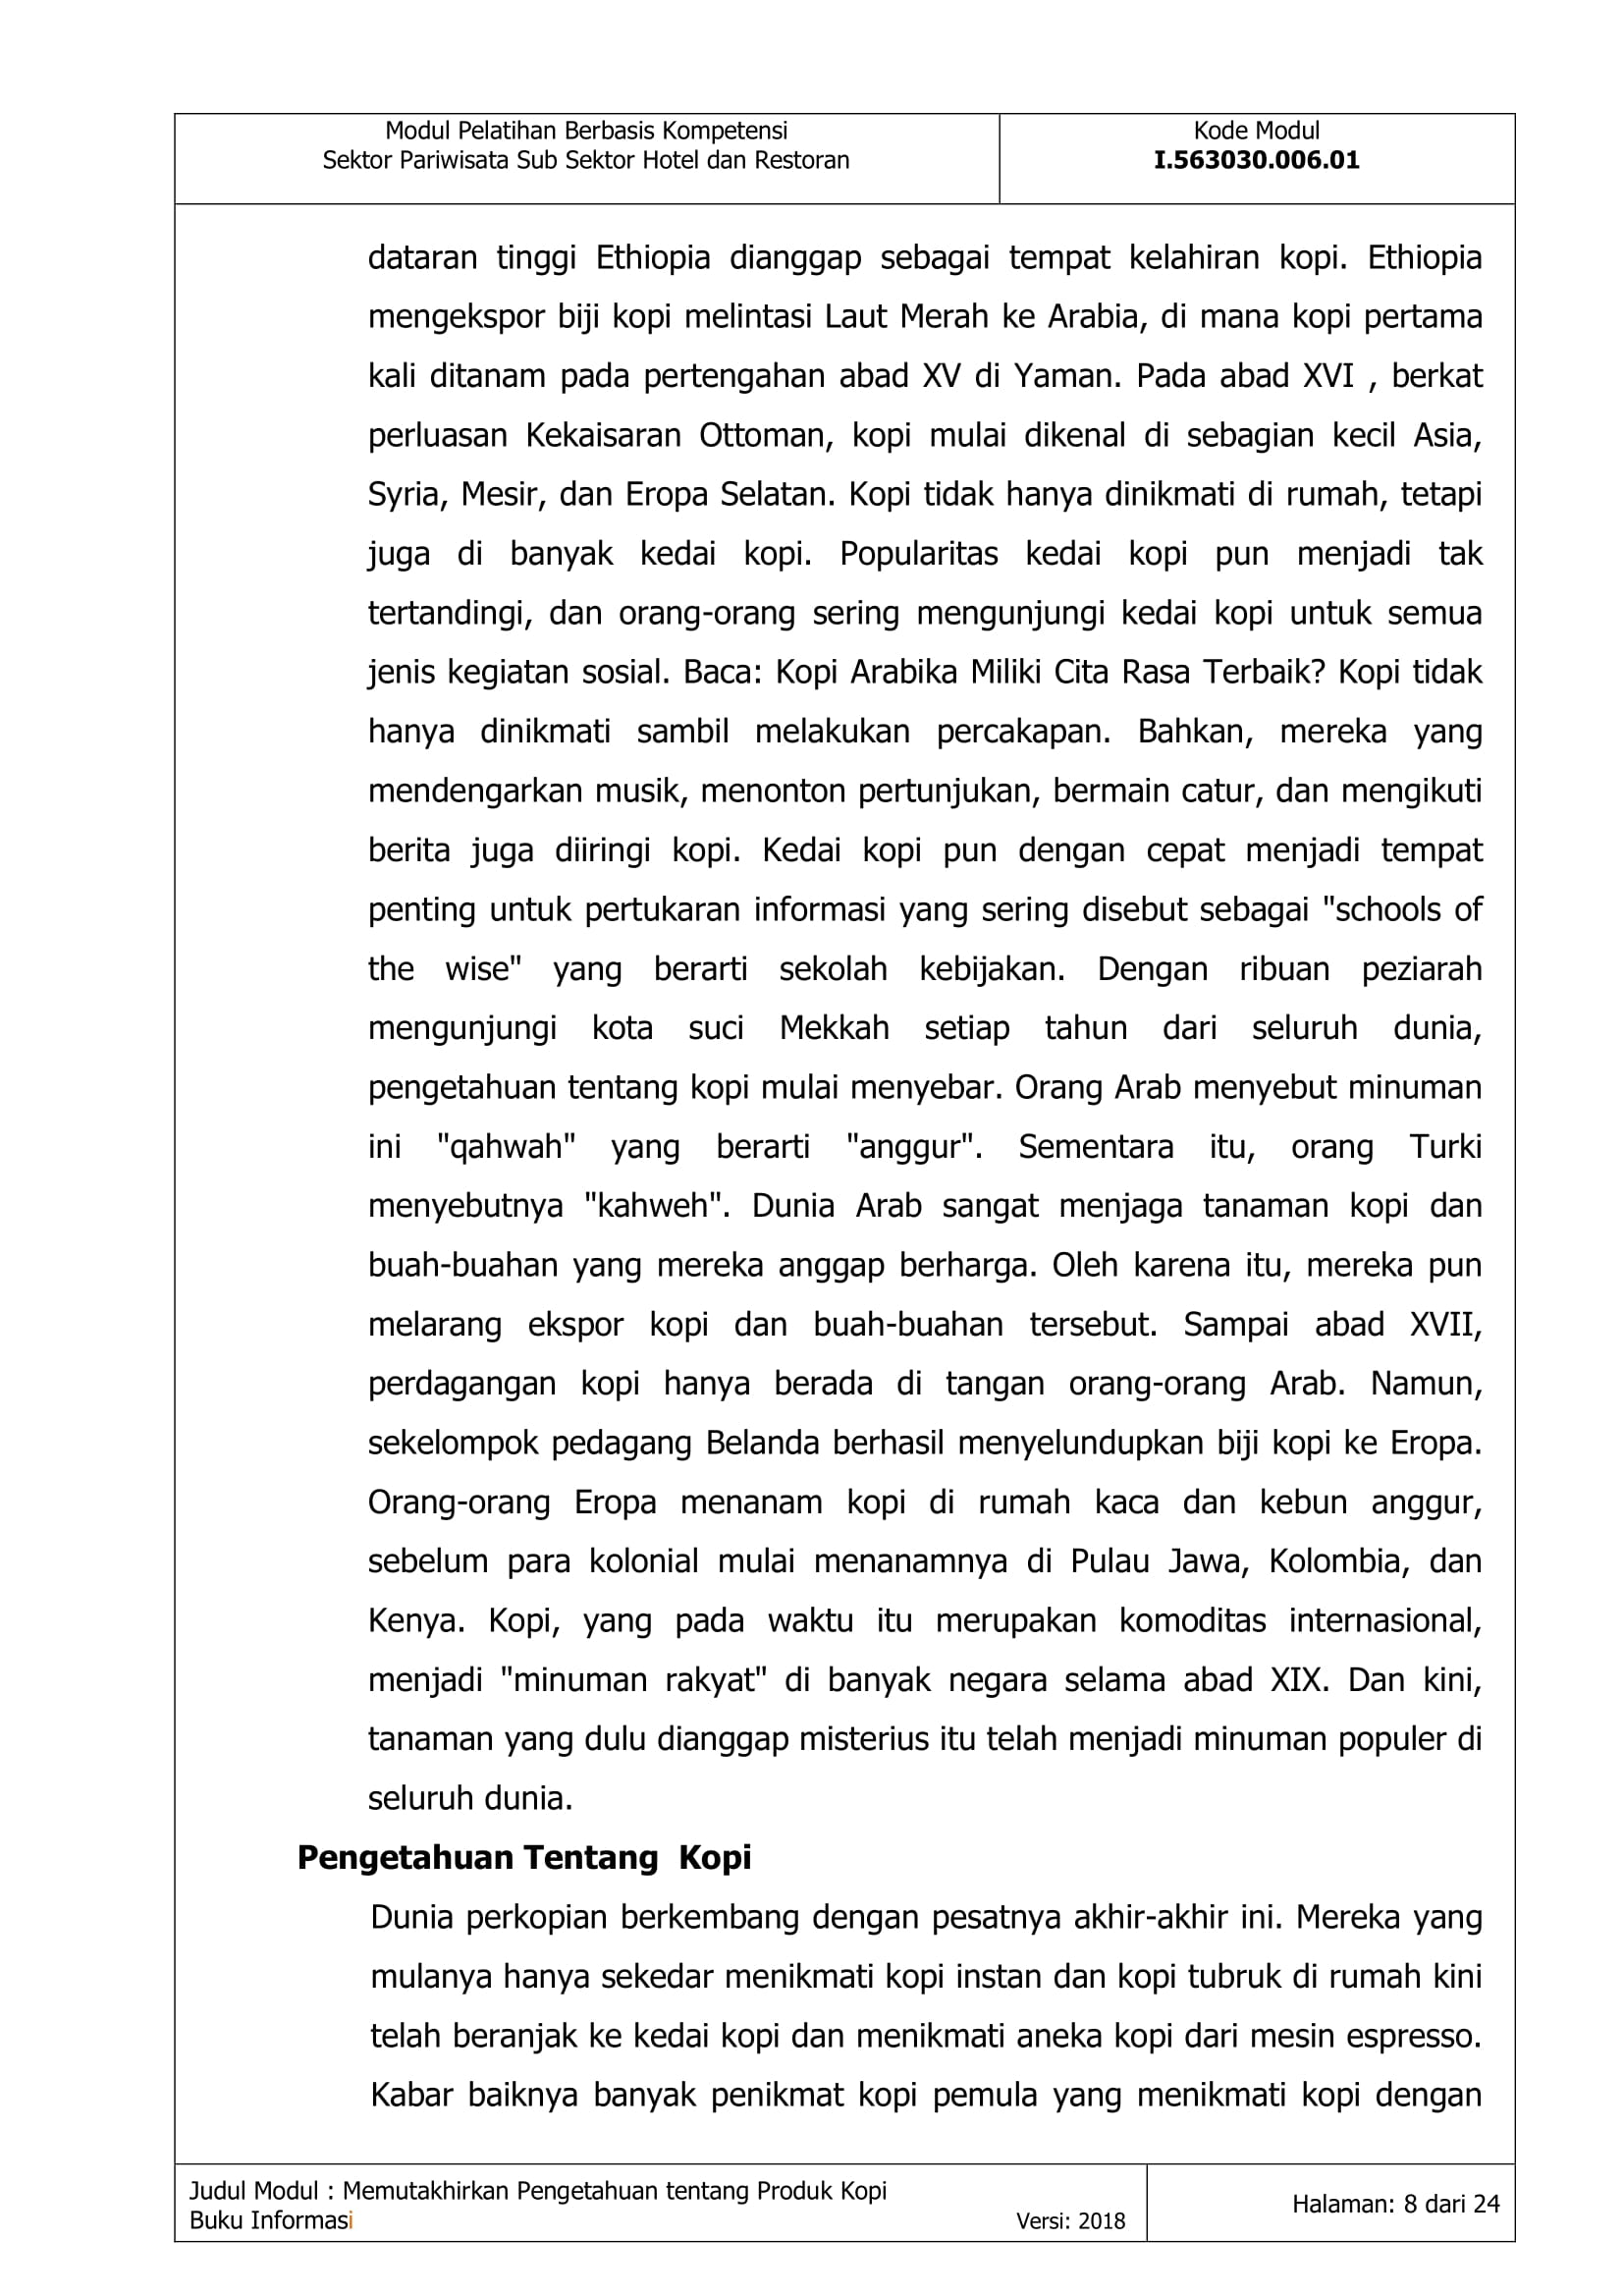 Modul Pelatihan Berbasis Kompetensi
Sektor Pariwisata Sub Sektor Hotel dan Restoran
Kode Modul
I.563030.006.01
dataran tinggi Ethiopia dianggap sebagai tempat kelahiran kopi. Ethiopia
mengekspor biji kopi melintasi Laut Merah ke Arabia, di mana kopi pertama
kali ditanam pada pertengahan abad XV di Yaman. Pada abad XVI , berkat
perluasan Kekaisaran Ottoman, kopi mulai dikenal di sebagian kecil Asia,
Syria, Mesir, dan Eropa Selatan. Kopi tidak hanya dinikmati di rumah, tetapi
juga di banyak kedai kopi. Popularitas kedai kopi pun menjadi tak
tertandingi, dan orang-orang sering mengunjungi kedai kopi untuk semua
jenis kegiatan sosial. Baca: Kopi Arabika Miliki Cita Rasa Terbaik? Kopi tidak
hanya dinikmati sambil melakukan percakapan. Bahkan, mereka yang
mendengarkan musik, menonton pertunjukan, bermain catur, dan mengikuti
berita juga diiringi kopi. Kedai kopi pun dengan cepat menjadi tempat
penting untuk pertukaran informasi yang sering disebut sebagai "schools of
the wise" yang berarti sekolah kebijakan. Dengan ribuan peziarah
mengunjungi kota suci Mekkah setiap tahun dari seluruh dunia,
pengetahuan tentang kopi mulai menyebar. Orang Arab menyebut minuman
ini "qahwah" yang berarti "anggur". Sementara itu, orang Turki
menyebutnya "kahweh". Dunia Arab sangat menjaga tanaman kopi dan
buah-buahan yang mereka anggap berharga. Oleh karena itu, mereka pun
melarang ekspor kopi dan buah-buahan tersebut. Sampai abad XVII,
perdagangan kopi hanya berada di tangan orang-orang Arab. Namun,
sekelompok pedagang Belanda berhasil menyelundupkan biji kopi ke Eropa.
Orang-orang Eropa menanam kopi di rumah kaca dan kebun anggur,
sebelum para kolonial mulai menanamnya di Pulau Jawa, Kolombia, dan
Kenya. Kopi, yang pada waktu itu merupakan komoditas internasional,
menjadi "minuman rakyat" di banyak negara selama abad XIX. Dan kini,
tanaman yang dulu dianggap misterius itu telah menjadi minuman populer di
seluruh dunia.
Pengetahuan Tentang  Kopi
Dunia perkopian berkembang dengan pesatnya akhir-akhir ini. Mereka yang
mulanya hanya sekedar menikmati kopi instan dan kopi tubruk di rumah kini
telah beranjak ke kedai kopi dan menikmati aneka kopi dari mesin espresso.
Kabar baiknya banyak penikmat kopi pemula yang menikmati kopi dengan
Judul Modul : Memutakhirkan Pengetahuan tentang Produk Kopi
Buku Informasi
Versi: 2018
Halaman: 8 dari 24